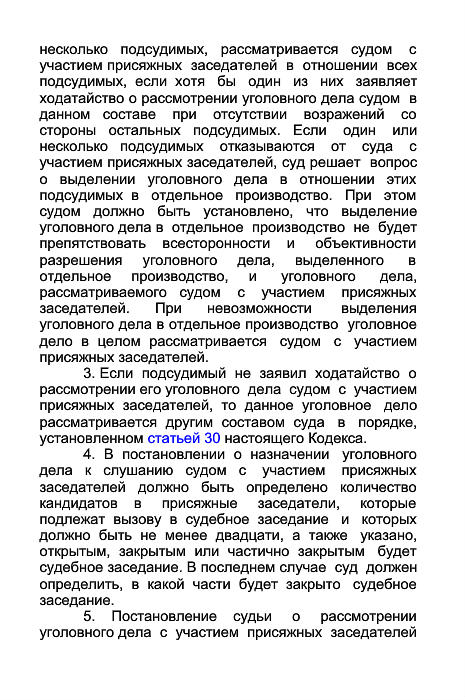 несколько подсудимых, рассматривается судом с
участием присяжных заседателей в отношении всех
подсудимых, если хотя бы один из них заявляет
ходатайство о рассмотрении уголовного дела судом в
данном составе при отсутствии возражений со
стороны остальных подсудимых. Если один или
несколько подсудимых отказываются от суда с
участием присяжных заседателей, суд решает вопрос
о выделении уголовного дела в отношении этих
подсудимых в отдельное производство. При этом
судом должно быть установлено, что выделение
уголовного дела в отдельное производство не будет
препятствовать всесторонности и объективности
разрешения уголовного дела, выделенного в
отдельное производство, и уголовного дела,
рассматриваемого судом с участием присяжных
заседателей. При невозможности выделения
уголовного дела в отдельное производство уголовное
дело в целом рассматривается судом с участием
присяжных заседателей.
3. Если подсудимый не заявил ходатайство о
рассмотрении его уголовного дела судом с участием
присяжных заседателей, то данное уголовное дело
рассматривается другим составом суда в порядке,
установленном статьей 30 настоящего Кодекса.
4. В постановлении о назначении уголовного
дела к слушанию судом с участием присяжных
заседателей должно быть определено количество
кандидатов в присяжные заседатели, которые
подлежат вызову в судебное заседание и которых
должно быть не менее двадцати, а также указано,
открытым, закрытым или частично закрытым будет
судебное заседание. В последнем случае суд должен
определить, в какой части будет закрыто судебное
заседание.
5. Постановление судьи о рассмотрении
уголовного дела с участием присяжных заседателей